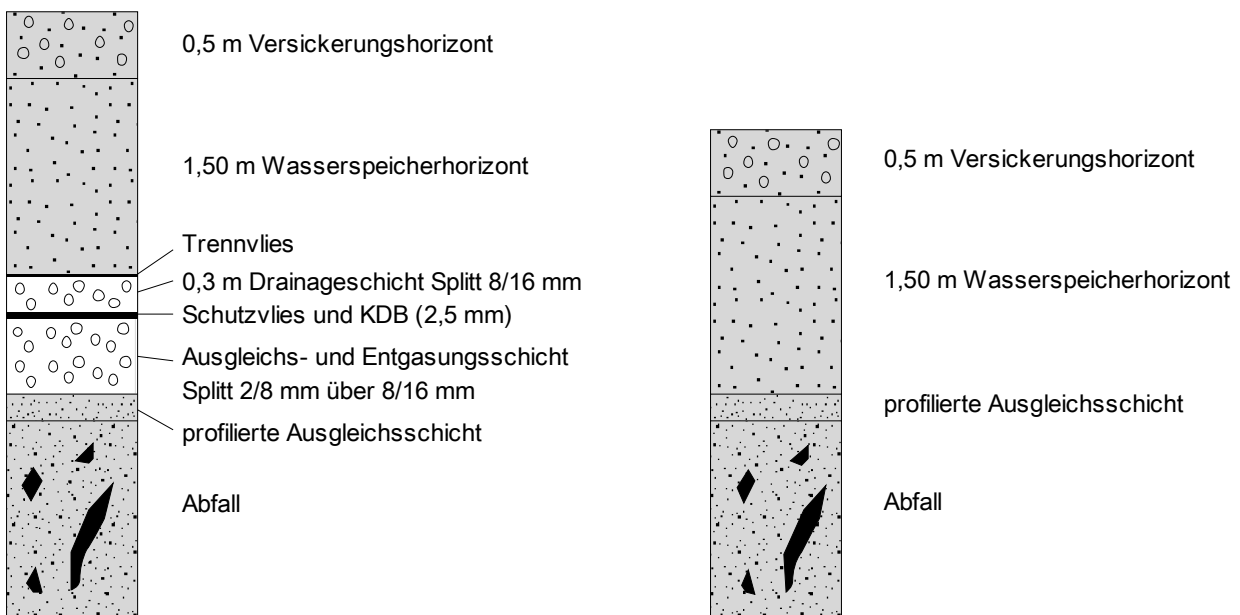 0,5 m Versickerungshorizont
1,50 m Wasserspeicherhorizont
Trennvlies
0,3 m Drainageschicht Splitt 8/16 mm
Schutzvlies und KDB (2,5 mm)
Ausgleichs- und Entgasungsschicht
Splitt 2/8 mm über 8/16 mm
profilierte Ausgleichsschicht
Abfall
0,5 m Versickerungshorizont
1,50 m Wasserspeicherhorizont
profilierte Ausgleichsschicht
Abfall